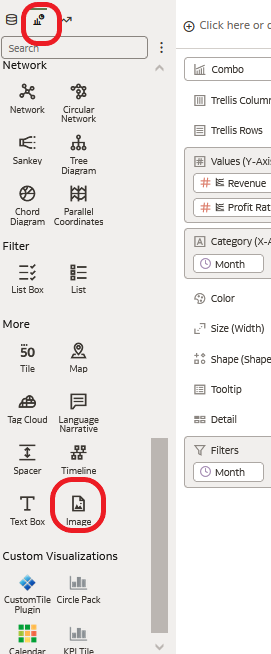 Search
Network
Network
Circular
Network
Sankey
Tree
Diagram
Chord
Diagram
Parallel
Coordinates
Filter
List Box
List
More
50
Tile
Map
Tag Cloud
Language
Narrative
Spacer
Timeline
Text Box
Image
Custom Visualizations
CustomTile
Plugin
Circle Pack
Calendar
KPI Tile
Click here or d
Combo
Trellis Column
Trellis Rows
Values (Y-Axis
Revenue
Profit Rat
Category (X-A
Month
Color
Size (Width)
Shape (Shape
Tooltip
Detail
Filters
Month